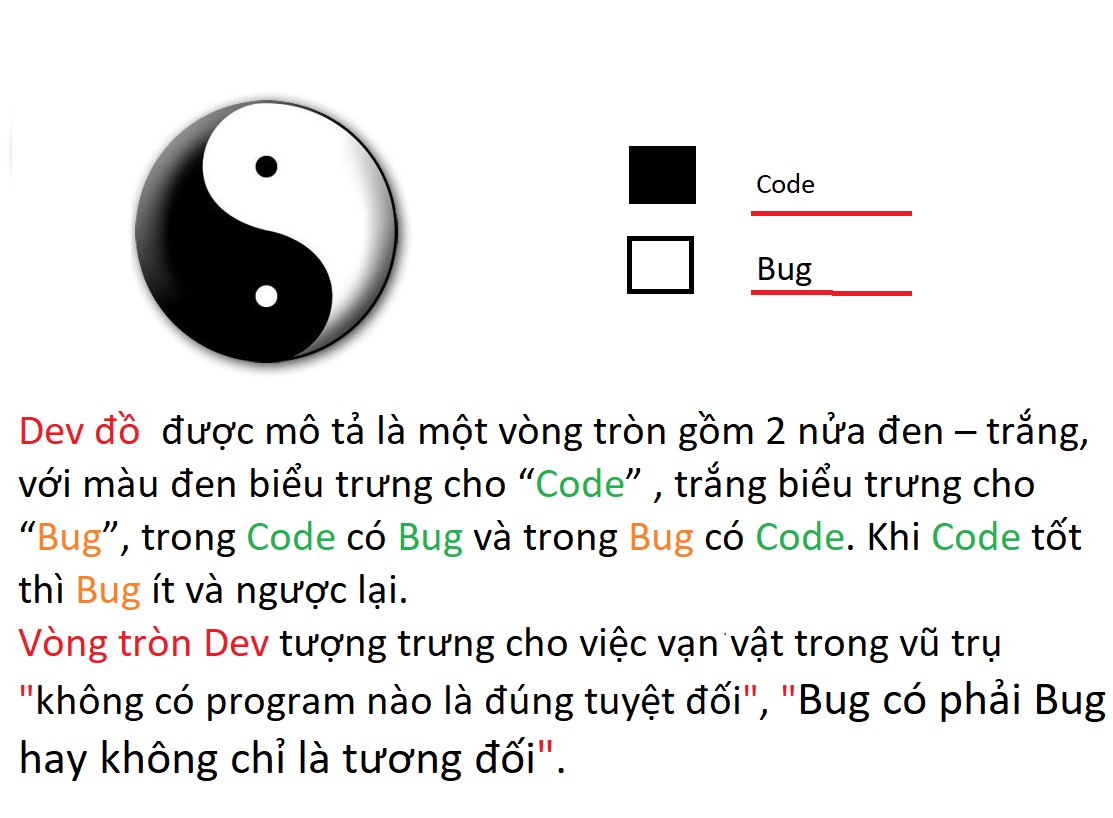 Code
Bug
Dev đồ được mô tả là một vòng tròn gồm 2 nửa đen – trắng,
với màu đen biểu trưng cho “Code” , trắng biểu trưng cho
“Bug”, trong Code có Bug và trong Bug có Code. Khi Code tốt
thì Bug ít và ngược lại.
Vòng tròn Dev tượng trưng cho việc vạn vật trong vũ trụ
"không có program nào là đúng tuyệt đối", "Bug có phải Bug
hay không chỉ là tương đối".